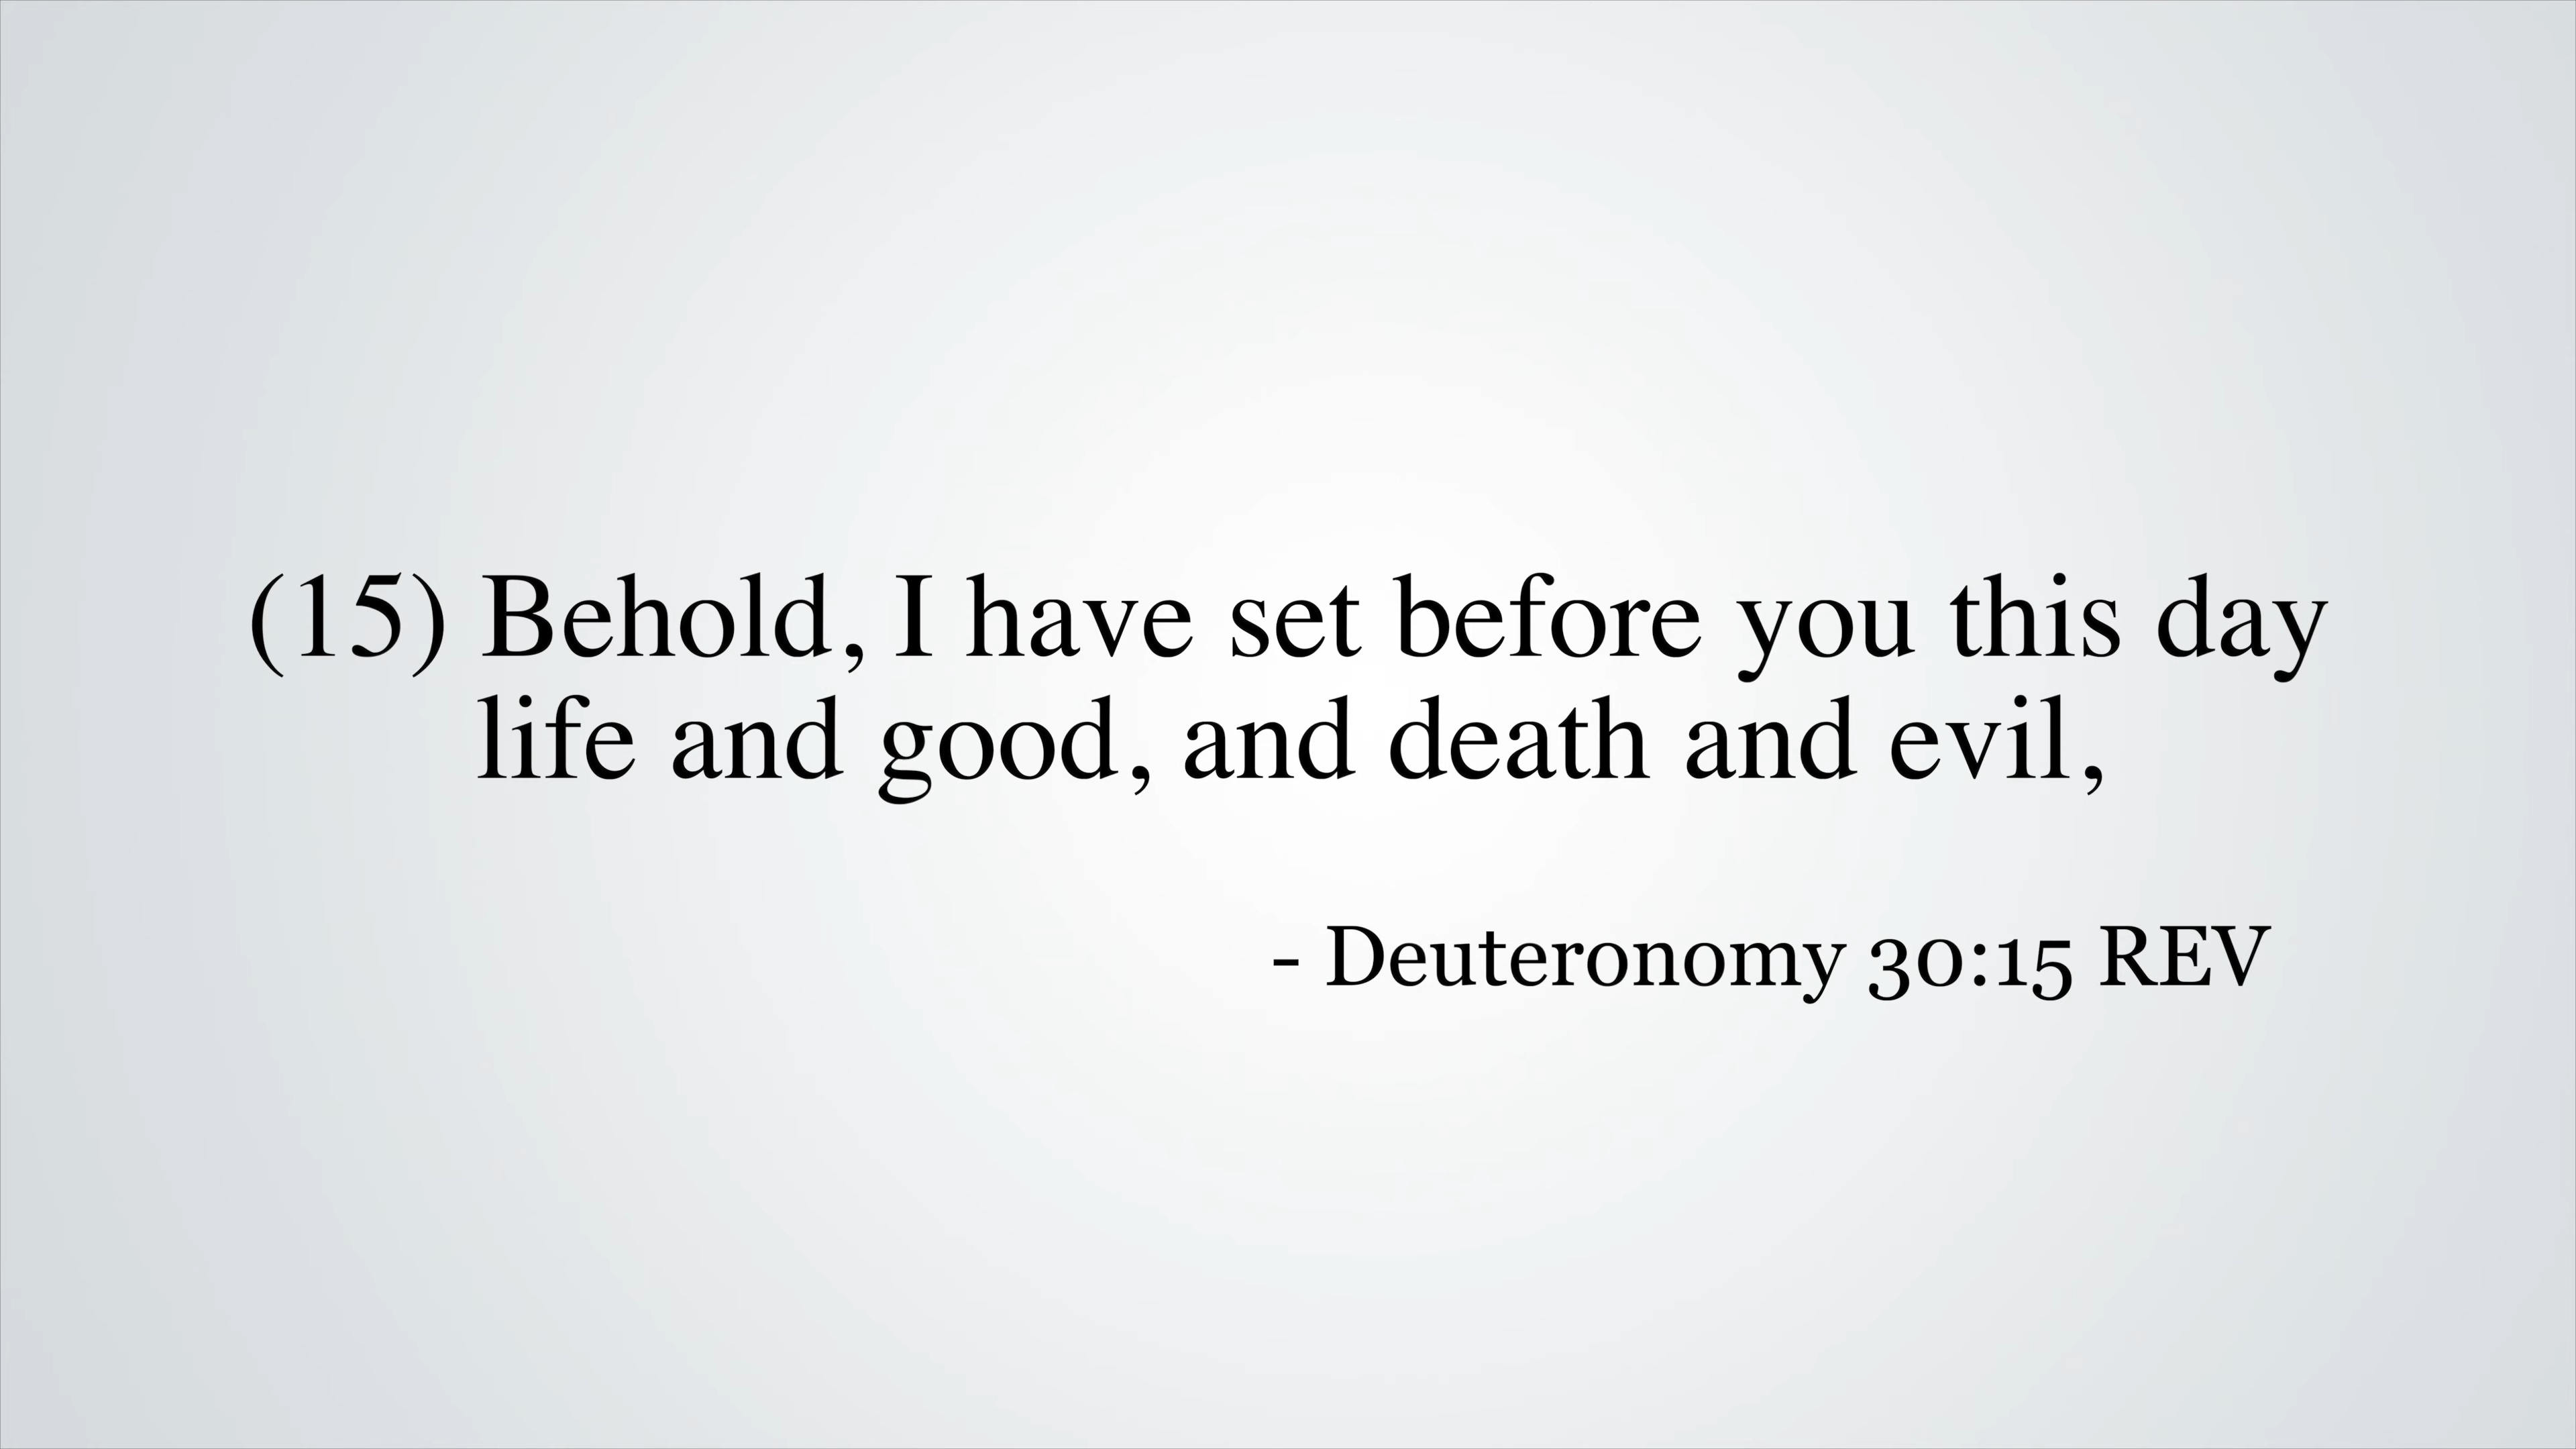 (15) Behold, I have set before you this day
life and good, and death and evil,
- Deuteronomy 30:15 REV